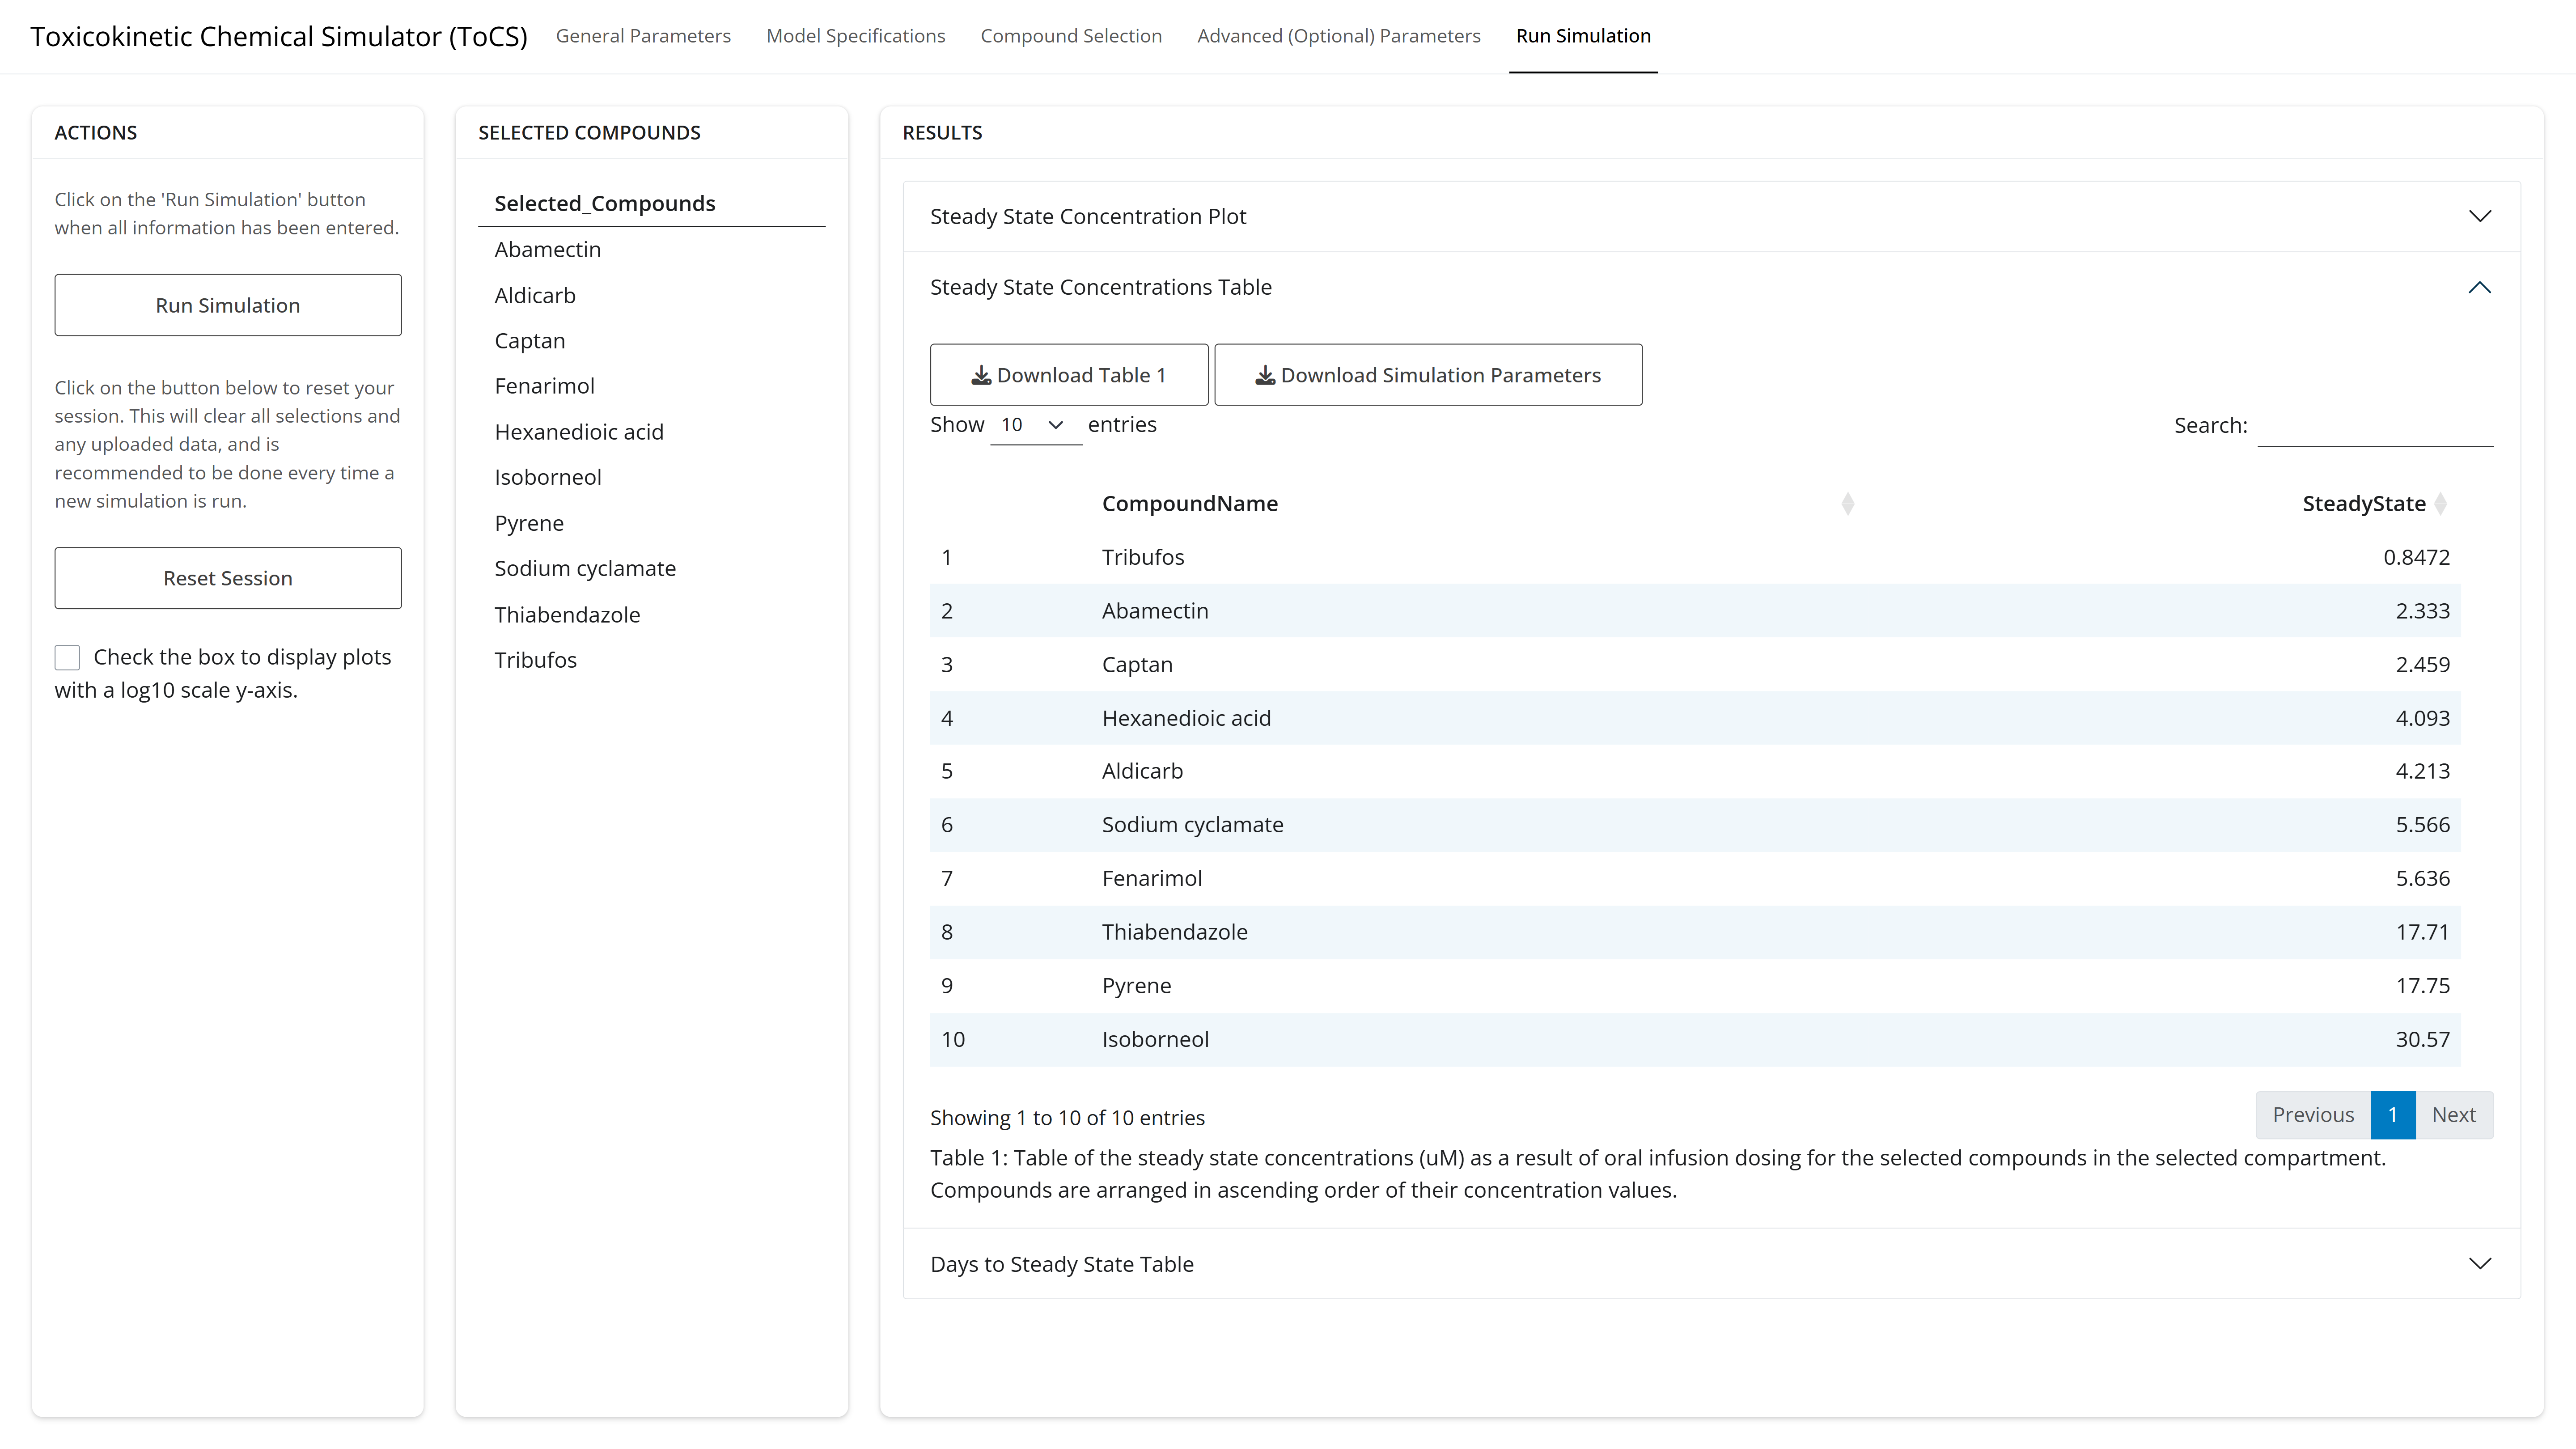 Toxicokinetic Chemical Simulator (ToCS) General Parameters Model Specifications Compound Selection Advanced (Optional) Parameters Run Simulation
ACTIONS
Click on the 'Run Simulation' button
when all information has been entered.
Run Simulation
Click on the button below to reset your
session. This will clear all selections and
any uploaded data, and is
recommended to be done every time a
new simulation is run.
Reset Session
Check the box to display plots
with a log10 scale y-axis.
SELECTED COMPOUNDS
Selected_Compounds
Abamectin
Aldicarb
Captan
Fenarimol
Hexanedioic acid
Isoborneol
Pyrene
Sodium cyclamate
Thiabendazole
Tribufos
RESULTS
Steady State Concentration Plot
Steady State Concentrations Table
Download Table 1 Download Simulation Parameters
Show 10 entries Search:
CompoundName SteadyState
1 Tribufos 0.8472
2 Abamectin 2.333
3 Captan 2.459
4 Hexanedioic acid 4.093
5 Aldicarb 4.213
6 Sodium cyclamate 5.566
7 Fenarimol 5.636
8 Thiabendazole 17.71
9 Pyrene 17.75
10 Isoborneol 30.57
Showing 1 to 10 of 10 entries Previous 1 Next
Table 1: Table of the steady state concentrations (uM) as a result of oral infusion dosing for the selected compounds in the selected compartment.
Compounds are arranged in ascending order of their concentration values.
Days to Steady State Table